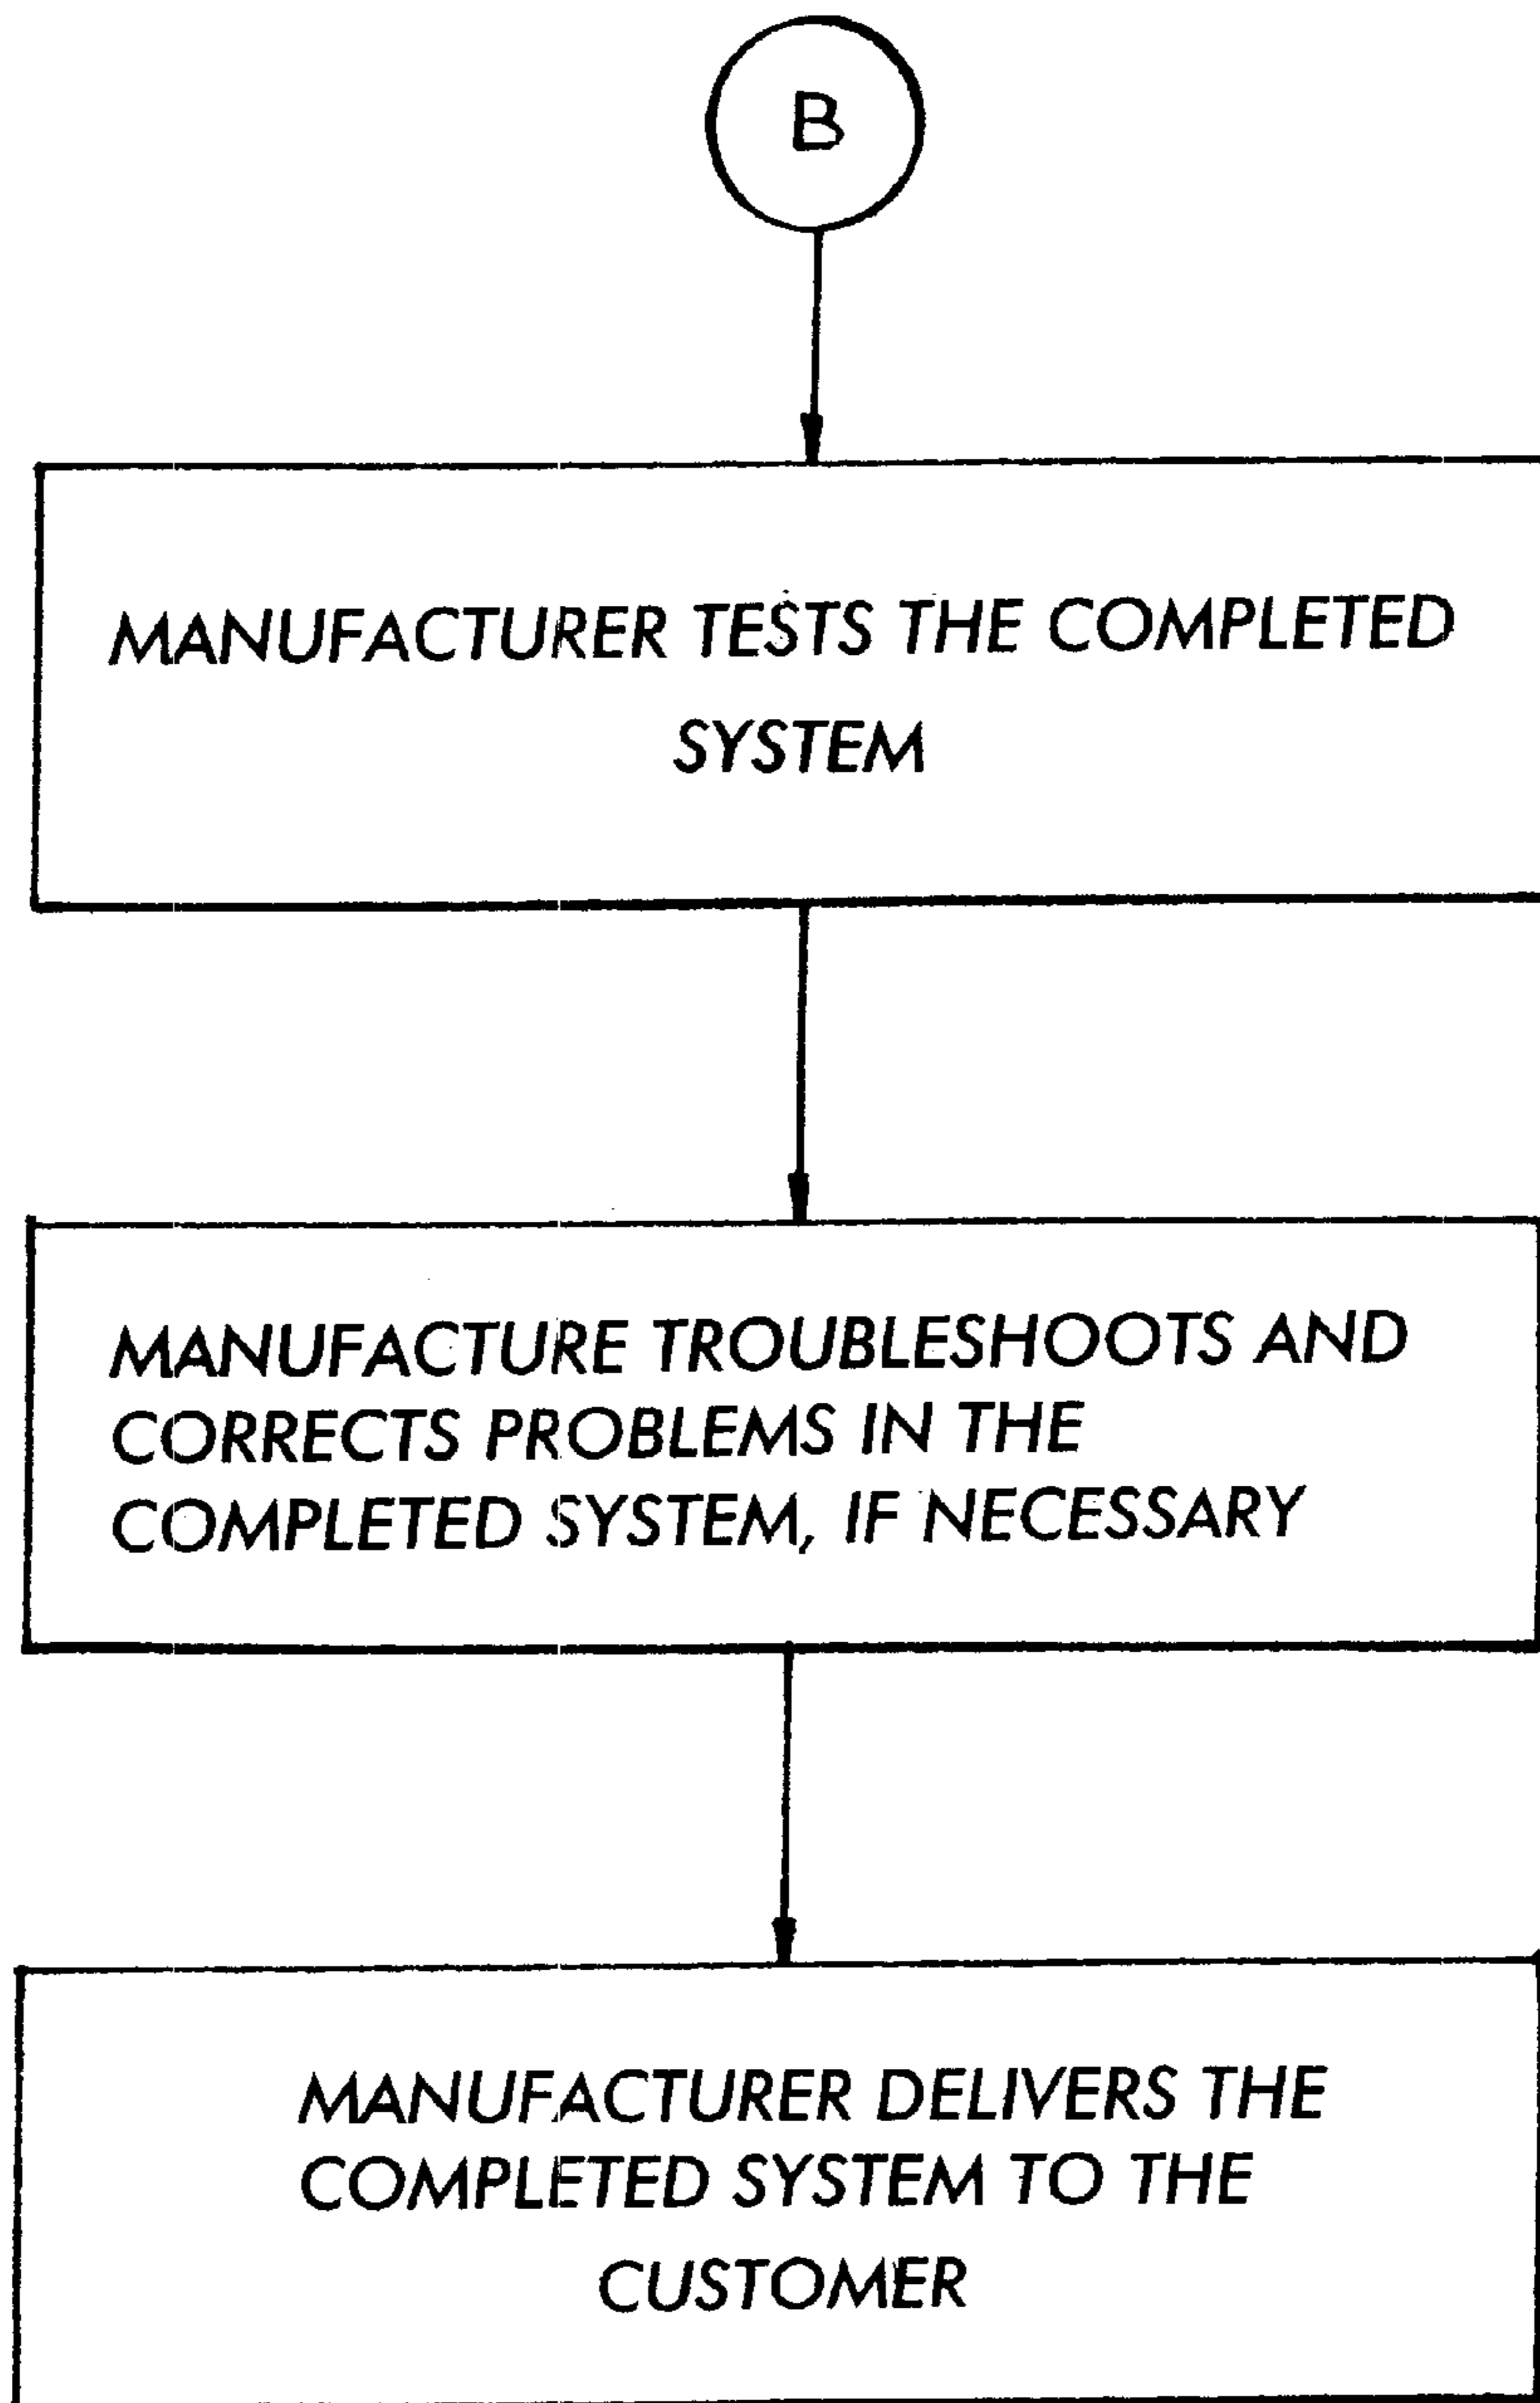 B
MANUFACTURER TESTS THE COMPLETED
SYSTEM
MANUFACTURE TROUBLESHOOTS AND
CORRECTS PROBLEMS IN THE
COMPLETED SYSTEM, IF NECESSARY
MANUFACTURER DELIVERS THE
COMPLETED SYSTEM TO THE
CUSTOMER